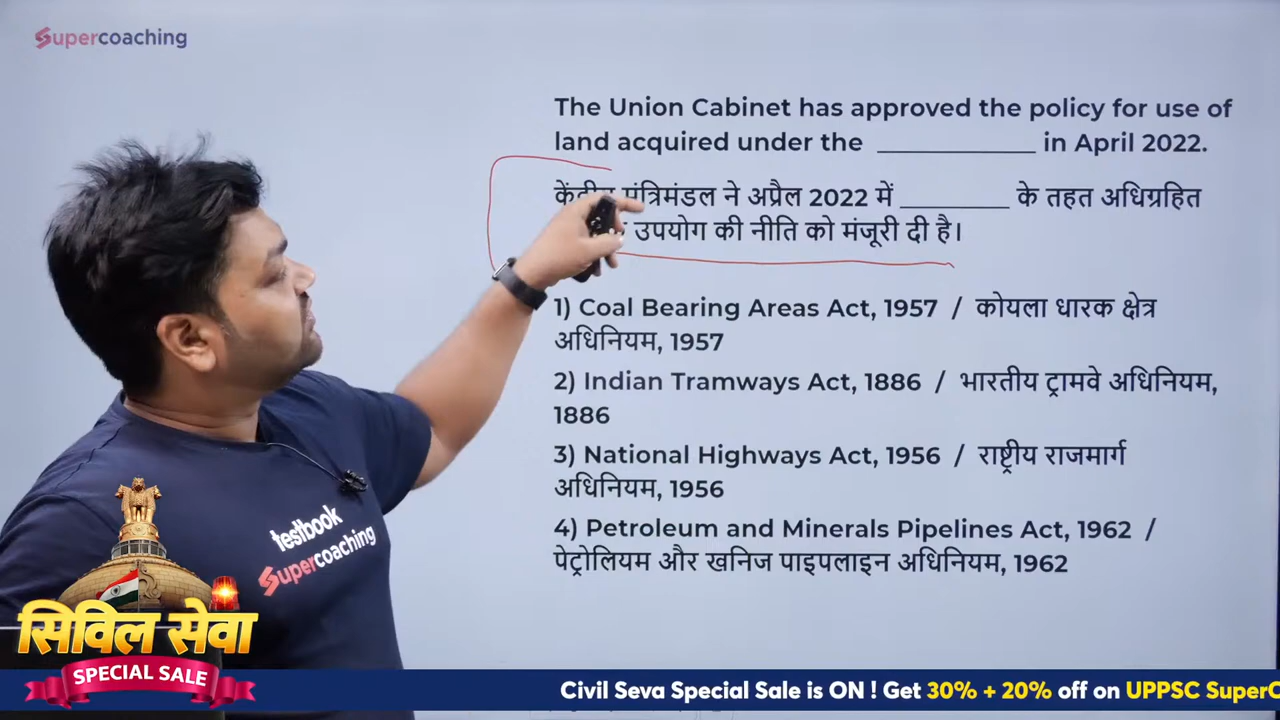 Supercoaching
The Union Cabinet has approved the policy for use of
land acquired under the ____________ in April 2022.
मंत्रिमंडल ने अप्रैल 2022 में ________ के तहत अधिग्रहित
उपयोग की नीति को मंजूरी दी है।
1) Coal Bearing Areas Act, 1957 / कोयला धारक क्षेत्र
अधिनियम, 1957
2) Indian Tramways Act, 1886 / भारतीय ट्रामवे अधिनियम,
1886
3) National Highways Act, 1956 / राष्ट्रीय राजमार्ग
अधिनियम, 1956
4) Petroleum and Minerals Pipelines Act, 1962 /
पेट्रोलियम और खनिज पाइपलाइन अधिनियम, 1962
testbook
Supercoaching
सिविल सेवा
SPECIAL SALE
Civil Seva Special Sale is ON ! Get 30% + 20% off on UPPSC SuperC